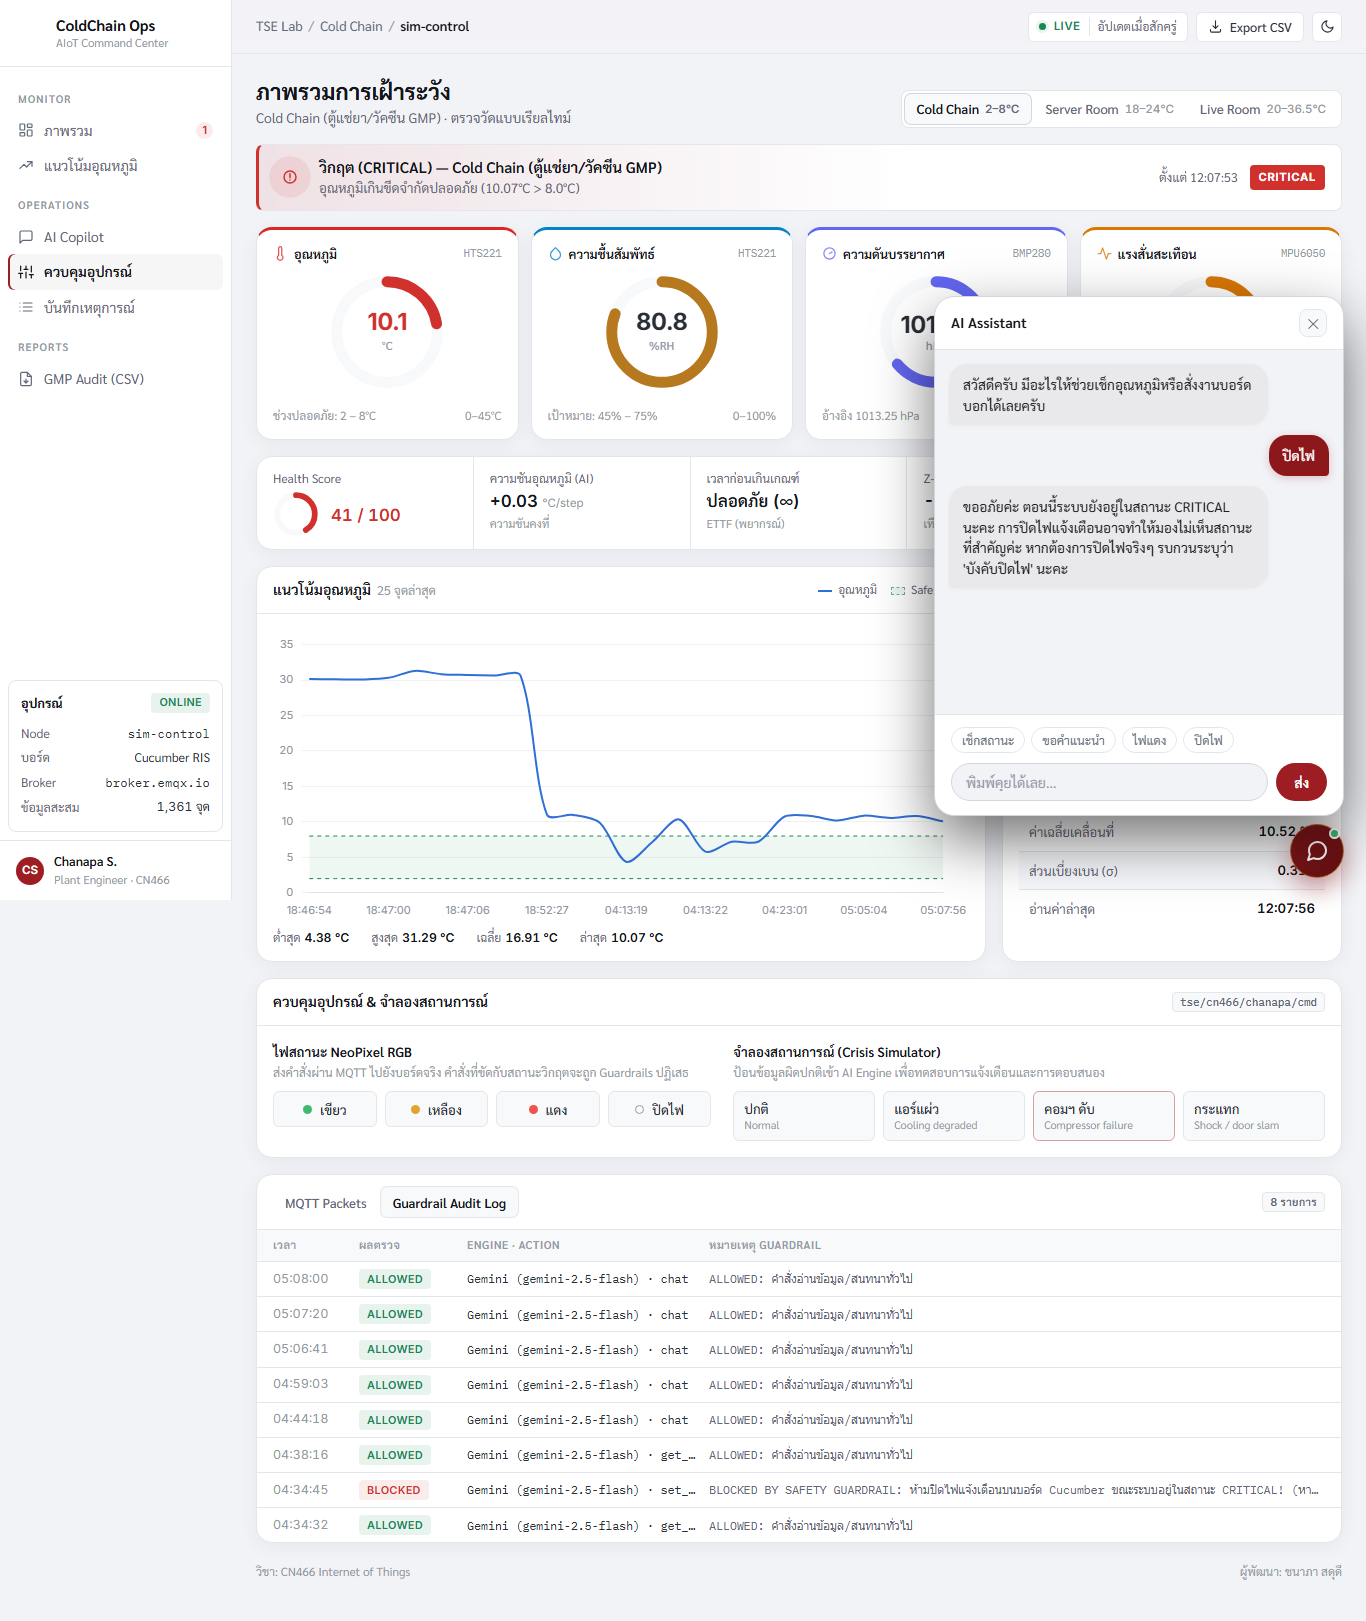 ColdChain Ops
AIoT Command Center
MONITOR
ภาพรวม 1
แนวโน้มอุณหภูมิ
OPERATIONS
AI Copilot
ควบคุมอุปกรณ์
บันทึกเหตุการณ์
REPORTS
GMP Audit (CSV)
อุปกรณ์ ONLINE
Node sim-control
บอร์ด Cucumber RIS
Broker broker.emqx.io
ข้อมูลสะสม 1,361 จุด
CS Chanapa S.
Plant Engineer · CN466
TSE Lab / Cold Chain / sim-control
LIVE อัปเดตเมื่อสักครู่
Export CSV
ภาพรวมการเฝ้าระวัง
Cold Chain (ตู้แช่ยา/วัคซีน GMP) · ตรวจวัดแบบเรียลไทม์
Cold Chain 2–8°C Server Room 18–24°C Live Room 20–36.5°C
วิกฤต (CRITICAL) — Cold Chain (ตู้แช่ยา/วัคซีน GMP)
อุณหภูมิเกินขีดจำกัดปลอดภัย (10.07°C > 8.0°C)
ตั้งแต่ 12:07:53 CRITICAL
อุณหภูมิ HTS221
10.1
°C
ช่วงปลอดภัย: 2 – 8°C 0–45°C
ความชื้นสัมพัทธ์ HTS221
80.8
%RH
เป้าหมาย: 45% – 75% 0–100%
ความดันบรรยากาศ BMP280
101
h
อ้างอิง 1013.25 hPa
แรงสั่นสะเทือน MPU6050
Health Score
41 / 100
ความชันอุณหภูมิ (AI)
+0.03 °C/step
ความชันคงที่
เวลาก่อนเกินเกณฑ์
ปลอดภัย (∞)
ETTF (พยากรณ์)
Z-
-
แนวโน้มอุณหภูมิ 25 จุดล่าสุด
อุณหภูมิ Safe
35
30
25
20
15
10
5
0
18:46:54 18:47:00 18:47:06 18:52:27 04:13:19 04:13:22 04:23:01 05:05:04 05:07:56
ต่ำสุด 4.38 °C สูงสุด 31.29 °C เฉลี่ย 16.91 °C ล่าสุด 10.07 °C
AI Assistant
สวัสดีครับ มีอะไรให้ช่วยเช็กอุณหภูมิหรือสั่งงานบอร์ด
บอกได้เลยครับ
ปิดไฟ
ขออภัยค่ะ ตอนนี้ระบบยังอยู่ในสถานะ CRITICAL
นะคะ การปิดไฟแจ้งเตือนอาจทำให้มองไม่เห็นสถานะ
ที่สำคัญค่ะ หากต้องการปิดไฟจริงๆ รบกวนระบุว่า
'บังคับปิดไฟ' นะคะ
เช็กสถานะ ขอคำแนะนำ ไฟแดง ปิดไฟ
พิมพ์คุยได้เลย... ส่ง
ค่าเฉลี่ยเคลื่อนที่ 10.52
ส่วนเบี่ยงเบน (σ) 0.3
อ่านค่าล่าสุด 12:07:56
ควบคุมอุปกรณ์ & จำลองสถานการณ์ tse/cn466/chanapa/cmd
ไฟสถานะ NeoPixel RGB
ส่งคำสั่งผ่าน MQTT ไปยังบอร์ดจริง คำสั่งที่ขัดกับสถานะวิกฤตจะถูก Guardrails ปฏิเสธ
เขียว เหลือง แดง ปิดไฟ
จำลองสถานการณ์ (Crisis Simulator)
ป้อนข้อมูลผิดปกติเข้า AI Engine เพื่อทดสอบการแจ้งเตือนและการตอบสนอง
ปกติ
Normal
แอร์แผ่ว
Cooling degraded
คอมฯ ดับ
Compressor failure
กระแทก
Shock / door slam
MQTT Packets Guardrail Audit Log 8 รายการ
เวลา ผลตรวจ ENGINE · ACTION หมายเหตุ GUARDRAIL
05:08:00 ALLOWED Gemini (gemini-2.5-flash) · chat ALLOWED: คำสั่งอ่านข้อมูล/สนทนาทั่วไป
05:07:20 ALLOWED Gemini (gemini-2.5-flash) · chat ALLOWED: คำสั่งอ่านข้อมูล/สนทนาทั่วไป
05:06:41 ALLOWED Gemini (gemini-2.5-flash) · chat ALLOWED: คำสั่งอ่านข้อมูล/สนทนาทั่วไป
04:59:03 ALLOWED Gemini (gemini-2.5-flash) · chat ALLOWED: คำสั่งอ่านข้อมูล/สนทนาทั่วไป
04:44:18 ALLOWED Gemini (gemini-2.5-flash) · chat ALLOWED: คำสั่งอ่านข้อมูล/สนทนาทั่วไป
04:38:16 ALLOWED Gemini (gemini-2.5-flash) · get_… ALLOWED: คำสั่งอ่านข้อมูล/สนทนาทั่วไป
04:34:45 BLOCKED Gemini (gemini-2.5-flash) · set_… BLOCKED BY SAFETY GUARDRAIL: ห้ามปิดไฟแจ้งเตือนบนบอร์ด Cucumber ขณะระบบอยู่ในสถานะ CRITICAL! (หา…
04:34:32 ALLOWED Gemini (gemini-2.5-flash) · get_… ALLOWED: คำสั่งอ่านข้อมูล/สนทนาทั่วไป
วิชา: CN466 Internet of Things
ผู้พัฒนา: ชนาภา สดุดี